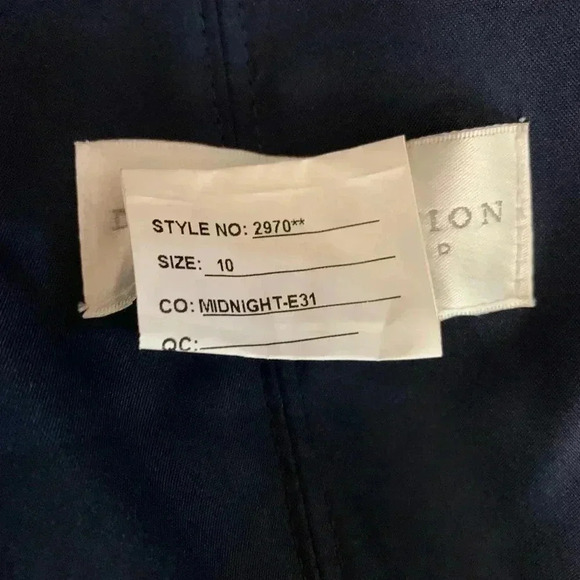 STYLE NO: 2970**
SIZE: 10
CO: MIDNIGHT-E31
QC: